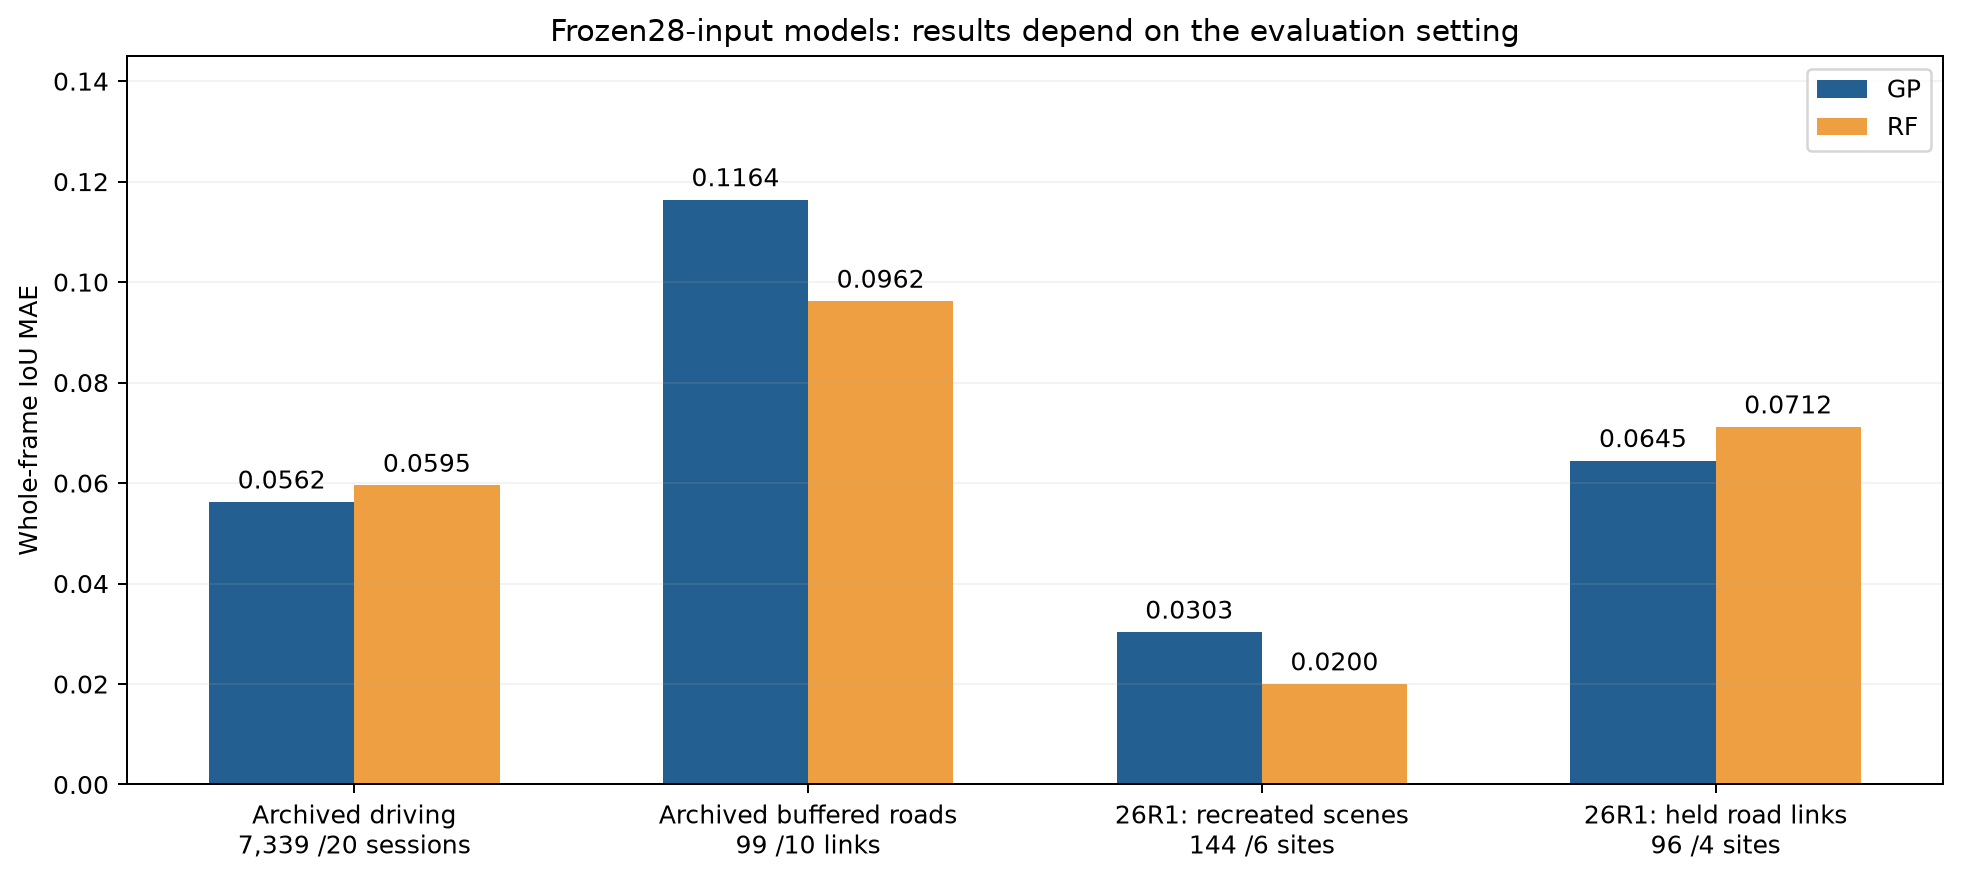 Frozen28-input models: results depend on the evaluation setting
GP
RF
Whole-frame IoU MAE
0.14
0.12
0.10
0.08
0.06
0.04
0.02
0.00
0.0562
0.0595
0.1164
0.0962
0.0303
0.0200
0.0645
0.0712
Archived driving
7,339 /20 sessions
Archived buffered roads
99 /10 links
26R1: recreated scenes
144 /6 sites
26R1: held road links
96 /4 sites